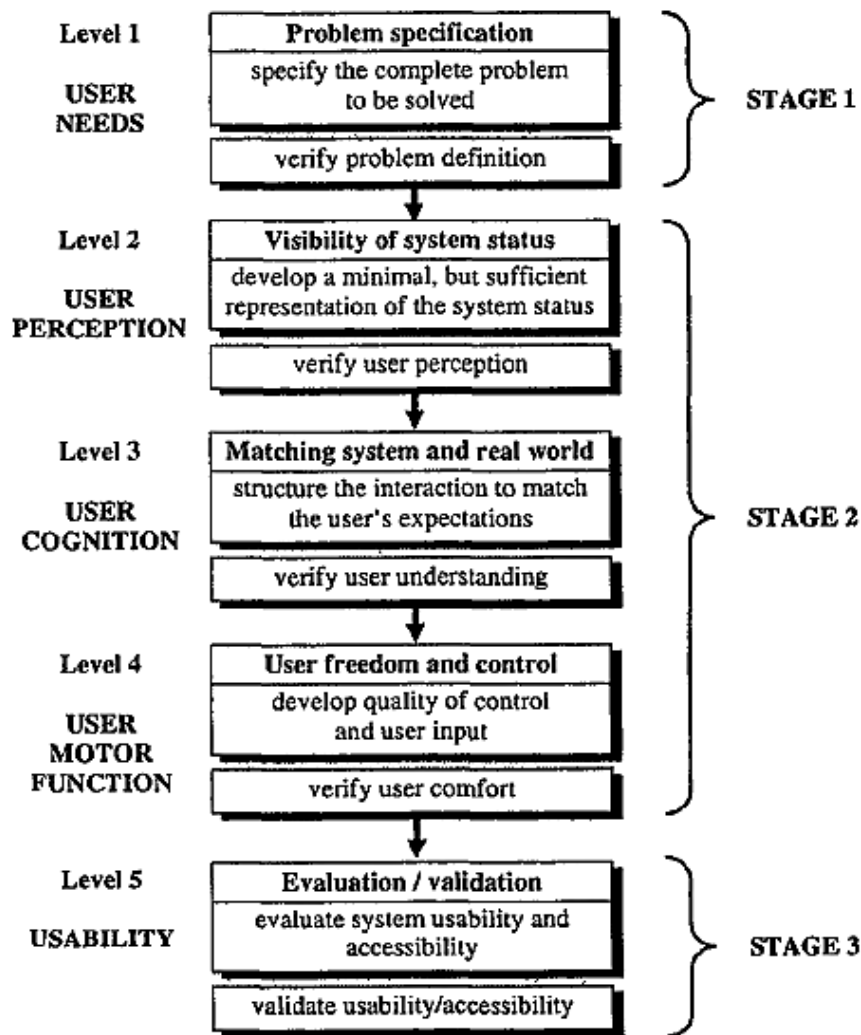 Level 1
USER
NEEDS
Problem specification
specify the complete problem
to be solved
verify problem definition
STAGE 1
Level 2
USER
PERCEPTION
Visibility of system status
develop a minimal, but sufficient
representation of the system status
verify user perception
Level 3
USER
COGNITION
Matching system and real world
structure the interaction to match
the user's expectations
verify user understanding
STAGE 2
Level 4
USER
MOTOR
FUNCTION
User freedom and control
develop quality of control
and user input
verify user comfort
Level 5
USABILITY
Evaluation / validation
evaluate system usability and
accessibility
validate usability/accessibility
STAGE 3